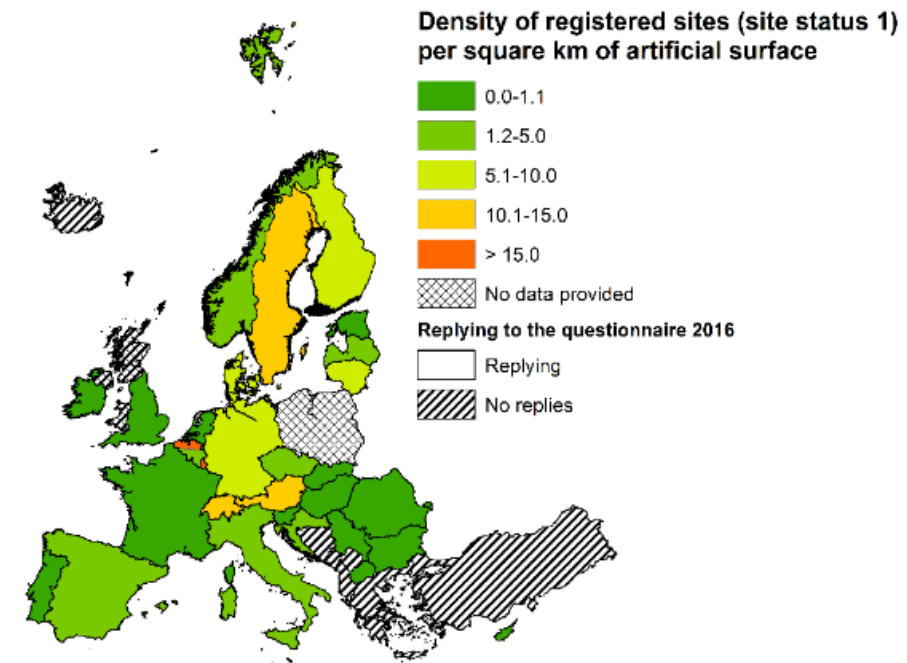 Density of registered sites (site status 1)
per square km of artificial surface
0.0-1.1
1.2-5.0
5.1-10.0
10.1-15.0
> 15.0
No data provided
Replying to the questionnaire 2016
Replying
No replies